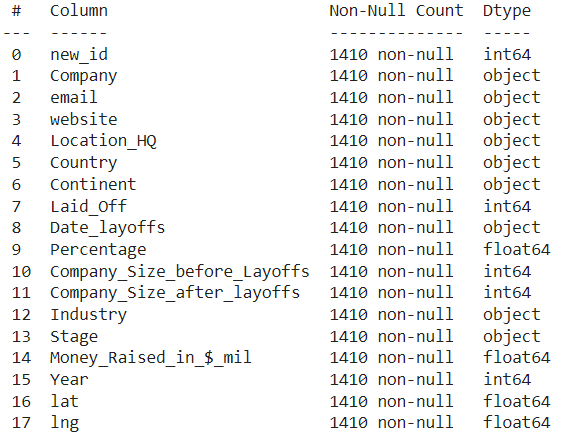 #   Column                      Non-Null Count  Dtype
---  ------                      --------------  -----
0   new_id                      1410 non-null   int64
1   Company                     1410 non-null   object
2   email                       1410 non-null   object
3   website                     1410 non-null   object
4   Location_HQ                 1410 non-null   object
5   Country                     1410 non-null   object
6   Continent                   1410 non-null   object
7   Laid_Off                    1410 non-null   int64
8   Date_layoffs                1410 non-null   object
9   Percentage                  1410 non-null   float64
10  Company_Size_before_Layoffs  1410 non-null   int64
11  Company_Size_after_layoffs  1410 non-null   int64
12  Industry                    1410 non-null   object
13  Stage                       1410 non-null   object
14  Money_Raised_in_$_mil       1410 non-null   float64
15  Year                        1410 non-null   int64
16  lat                         1410 non-null   float64
17  lng                         1410 non-null   float64